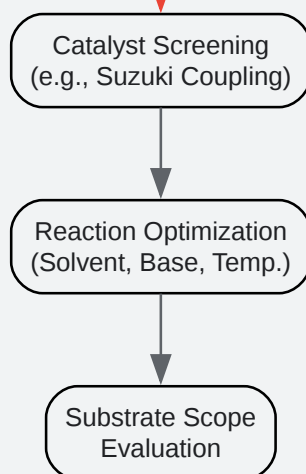 Catalyst Screening
(e.g., Suzuki Coupling)
Reaction Optimization
(Solvent, Base, Temp.)
Substrate Scope
Evaluation